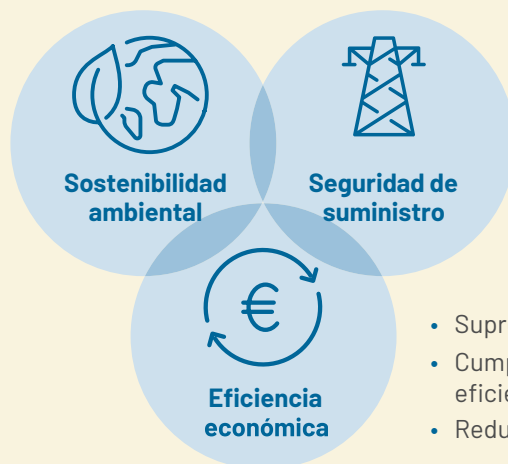 Sostenibilidad
ambiental
Seguridad de
suministro
€
Eficiencia
económica
•
•
•